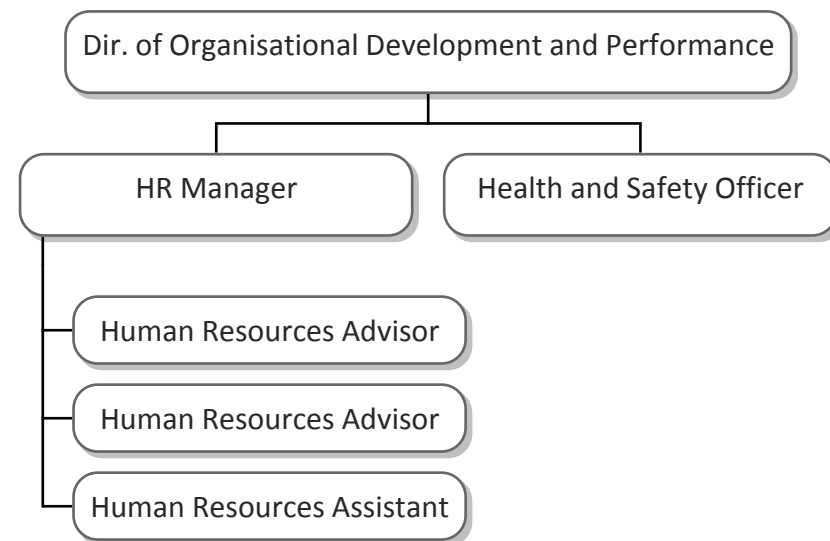 Dir. of Organisational Development and Performance
HR Manager
Health and Safety Officer
Human Resources Advisor
Human Resources Advisor
Human Resources Assistant